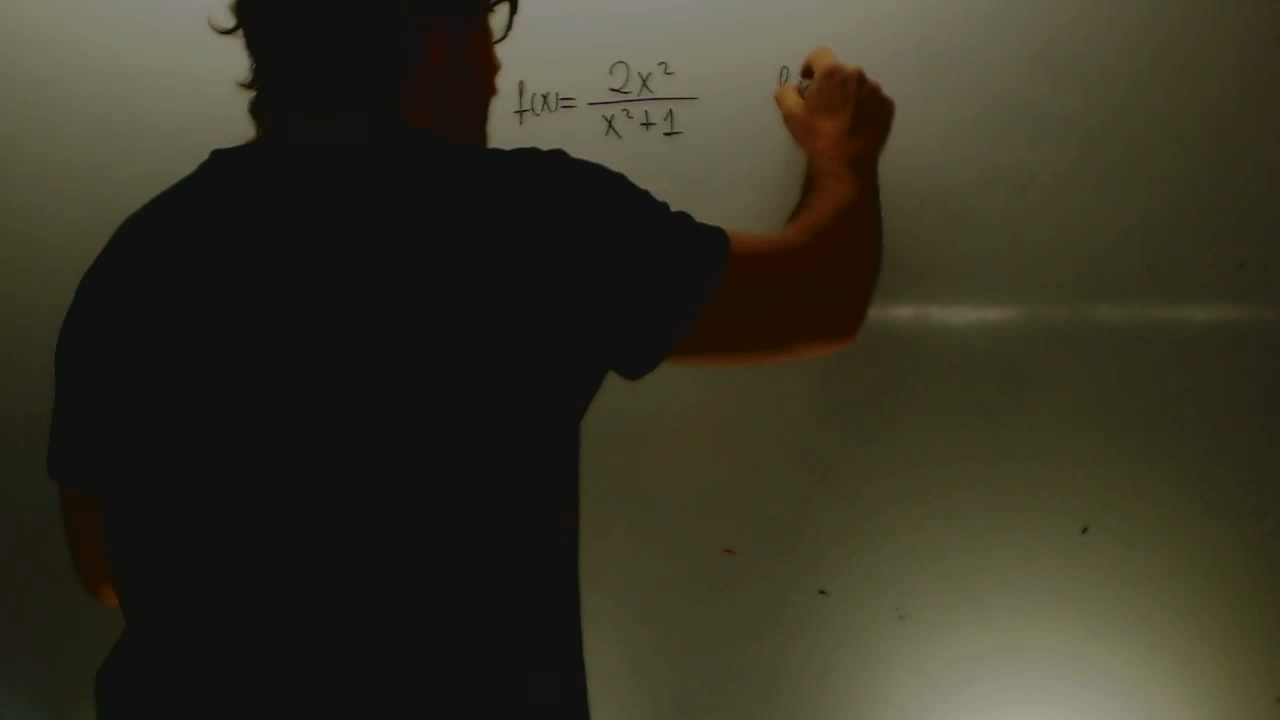 f(x) = 2x² / x² + 1